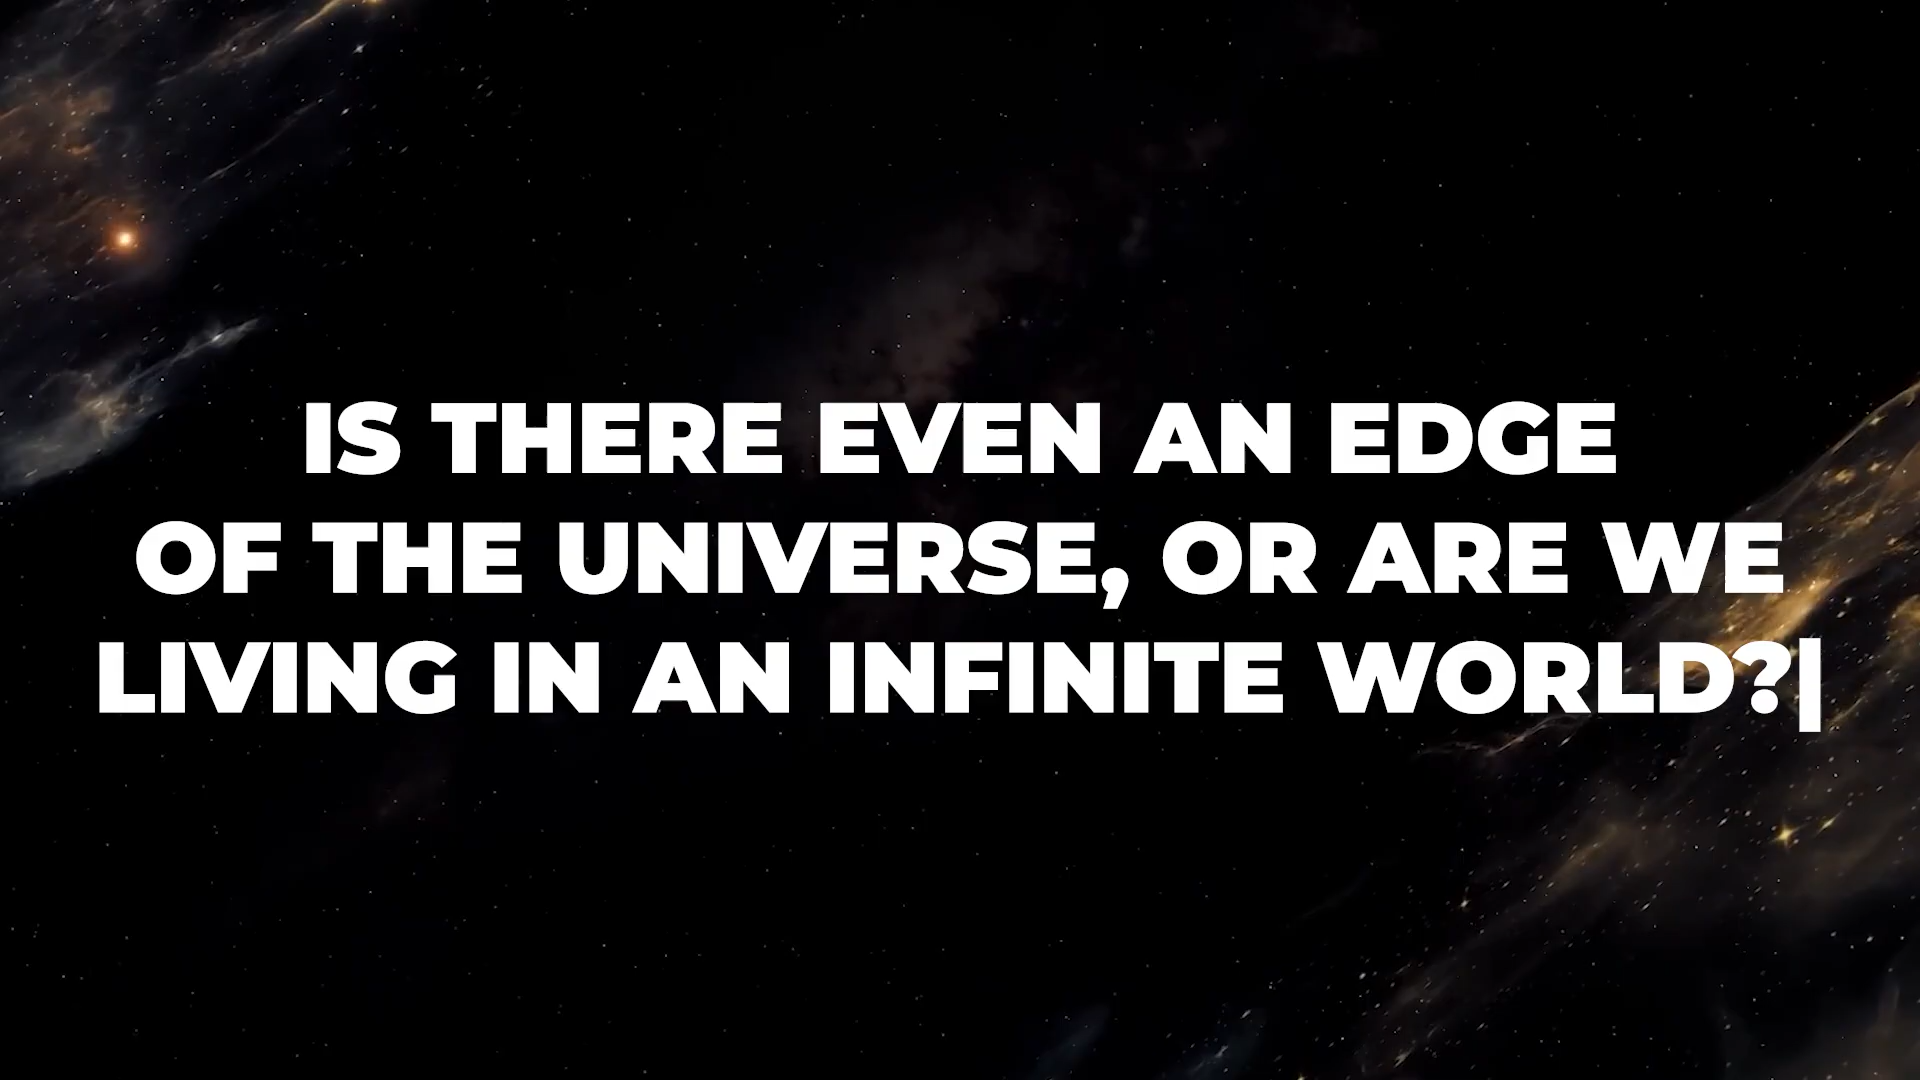 IS THERE EVEN AN EDGE
OF THE UNIVERSE, OR ARE WE
LIVING IN AN INFINITE WORLD?|